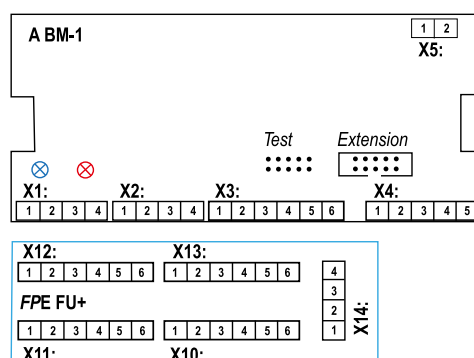 A BM-1
1 2
X5:
Test Extension
X1: X2: X3: X4:
1 2 3 4 1 2 3 4 1 2 3 4 5 6 1 2 3 4 5
X12: X13:
1 2 3 4 5 6 1 2 3 4 5 6
4
3
2
1
X14:
FPE FU+
1 2 3 4 5 6 1 2 3 4 5 6
X11: X10: